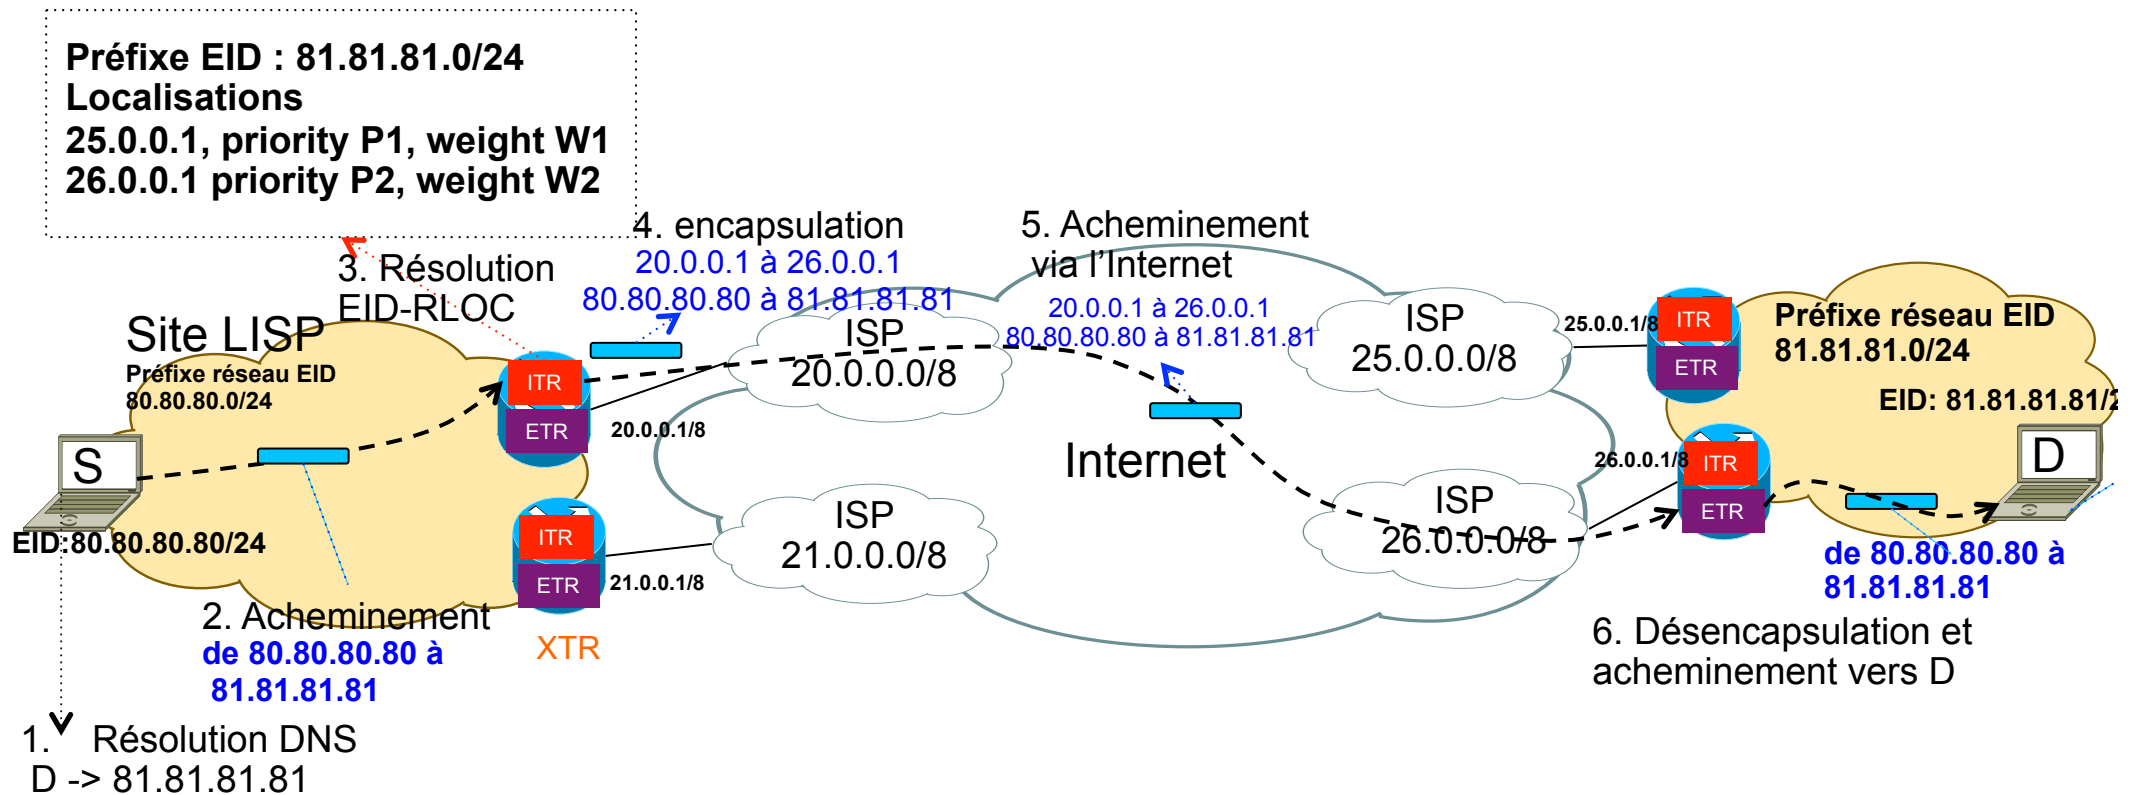 Préfixe EID : 81.81.81.0/24
Localisations
25.0.0.1, priority P1, weight W1
26.0.0.1 priority P2, weight W2
3. Résolution
EID-RLOC
4. encapsulation
20.0.0.1 à 26.0.0.1
80.80.80.80 à 81.81.81.81
5. Acheminement
via l'Internet
20.0.0.1 à 26.0.0.1
80.80.80.80 à 81.81.81.81
Site LISP
Préfixe réseau EID
80.80.80.0/24
ITR
ETR
20.0.0.1/8
ISP
20.0.0.0/8
ISP
25.0.0.0/8
25.0.0.1/8
ITR
ETR
Préfixe réseau EID
81.81.81.0/24
EID: 81.81.81.81/2
S
EID:80.80.80.80/24
ITR
ETR
21.0.0.1/8
XTR
ISP
21.0.0.0/8
Internet
ISP
26.0.0.0/8
26.0.0.1/8
ITR
ETR
D
de 80.80.80.80 à
81.81.81.81
2. Acheminement
de 80.80.80.80 à
81.81.81.81
6. Désencapsulation et
acheminement vers D
1. Résolution DNS
D -> 81.81.81.81